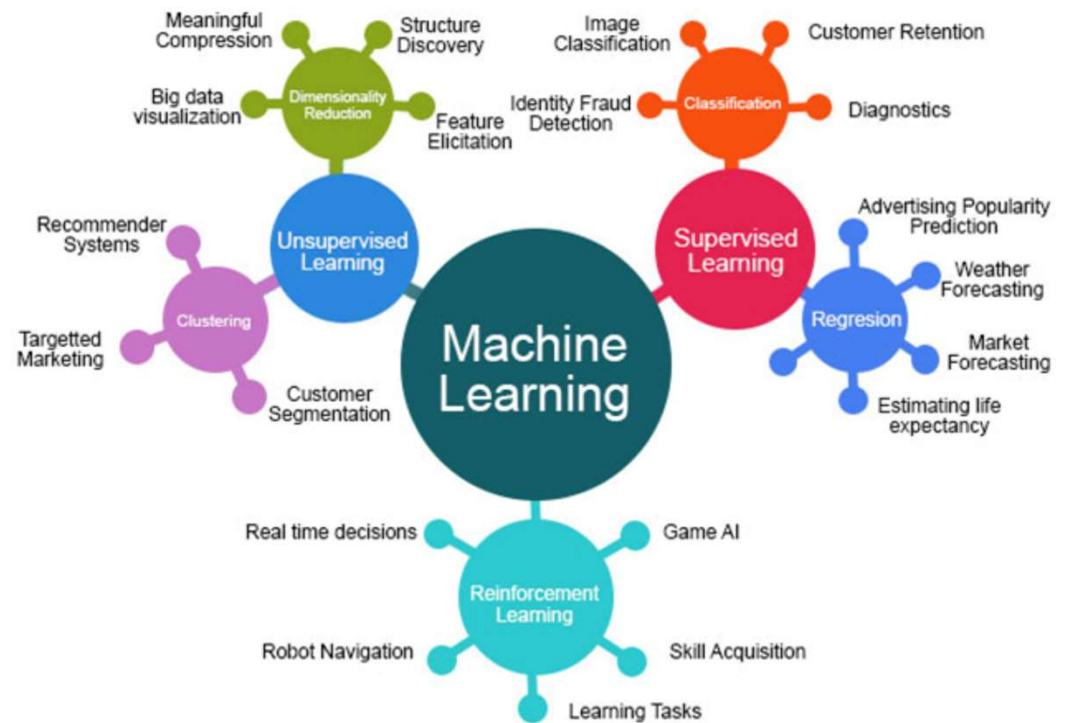 Meaningful
Compression
Structure
Discovery
Big data
visualization
Dimensionality
Reduction
Feature
Elicitation
Image
Classification
Customer Retention
Identity Fraud
Detection
Classification
Diagnostics
Recommender
Systems
Unsupervised
Learning
Clustering
Targetted
Marketing
Customer
Segmentation
Machine
Learning
Supervised
Learning
Advertising Popularity
Prediction
Weather
Forecasting
Regresion
Market
Forecasting
Estimating life
expectancy
Real time decisions
Game AI
Reinforcement
Learning
Robot Navigation
Skill Acquisition
Learning Tasks